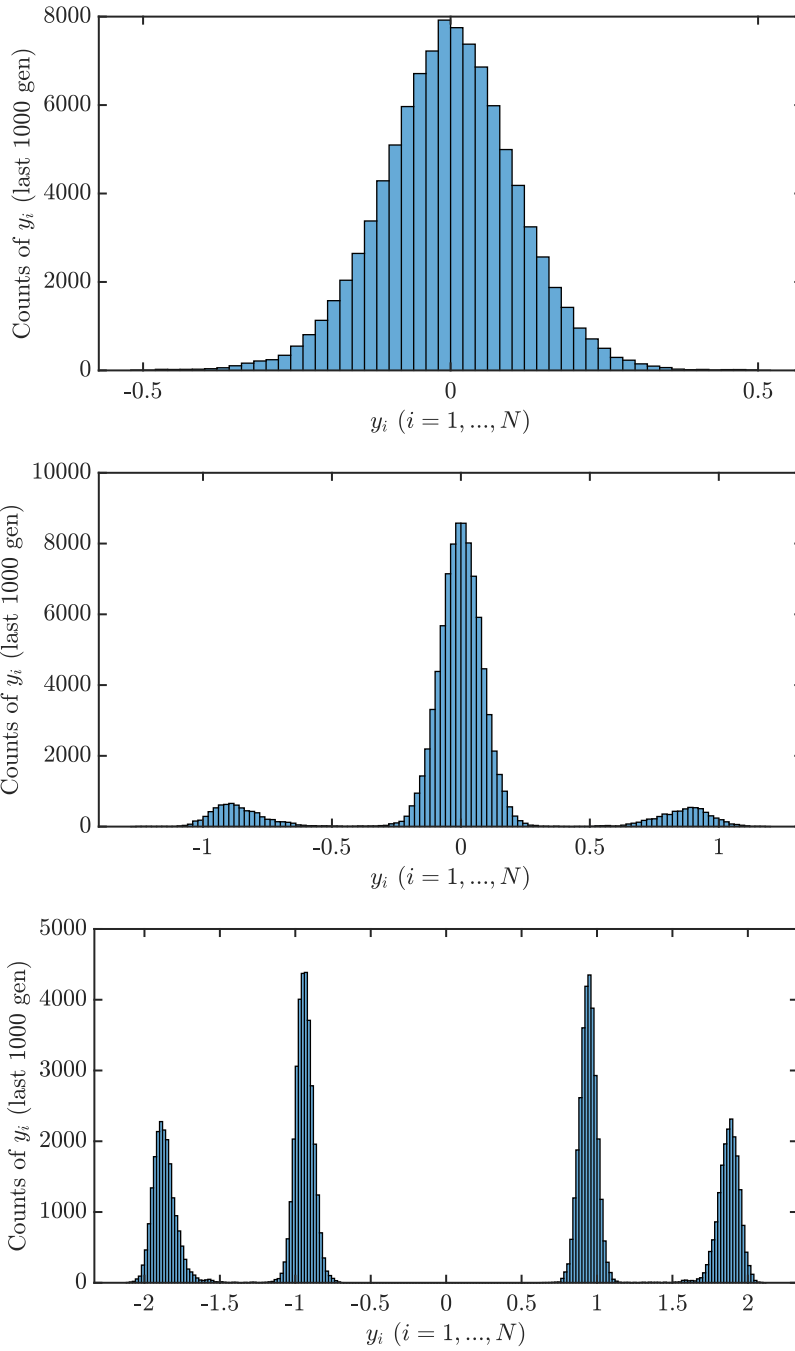 8000
6000
4000
2000
0
Counts of y_i (last 1000 gen)
-0.5 0 0.5
y_i (i = 1, ..., N)
10000
8000
6000
4000
2000
0
Counts of y_i (last 1000 gen)
-1 -0.5 0 0.5 1
y_i (i = 1, ..., N)
5000
4000
3000
2000
1000
0
Counts of y_i (last 1000 gen)
-2 -1.5 -1 -0.5 0 0.5 1 1.5 2
y_i (i = 1, ..., N)